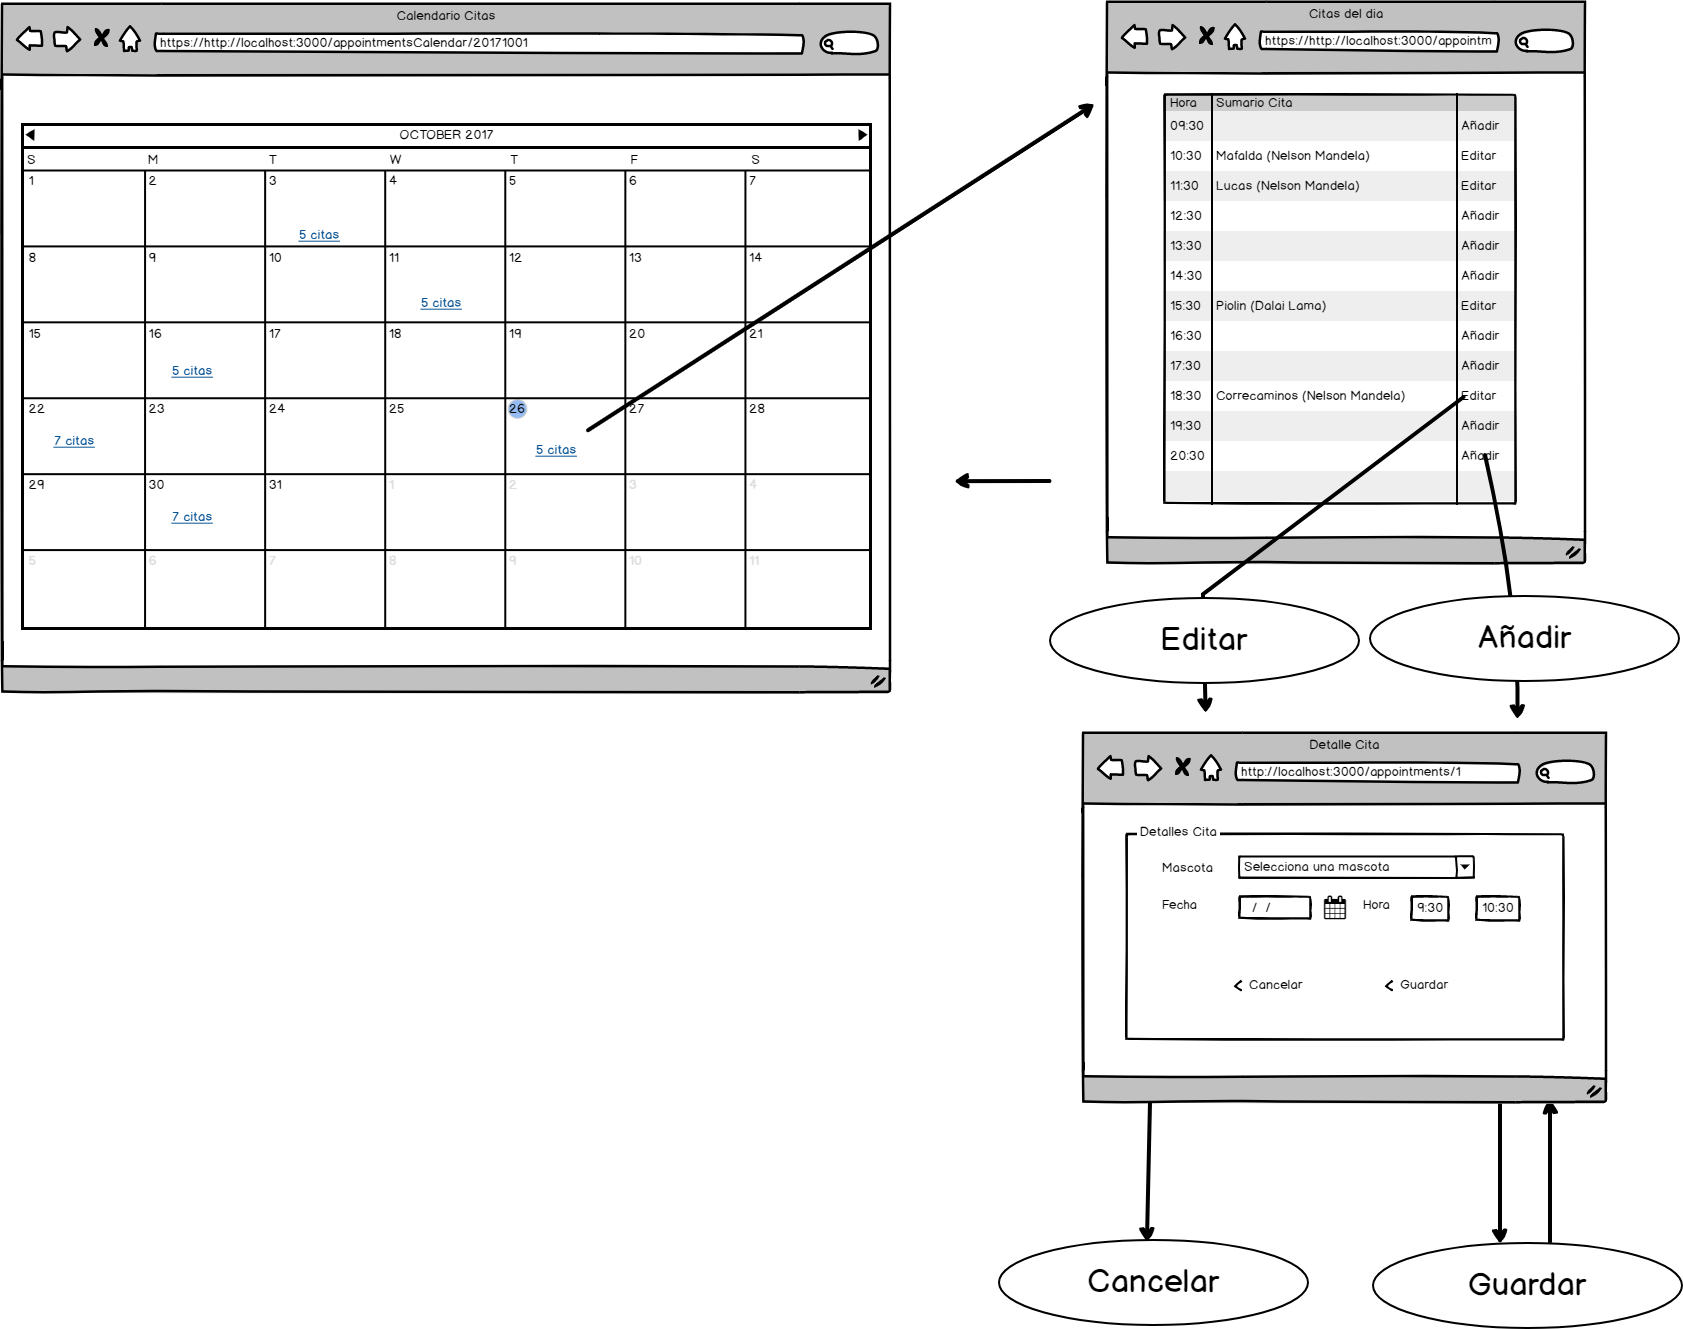 Calendario Citas
https://http://localhost:3000/appointmentsCalendar/20171001
OCTOBER 2017
S M T W T F S
1 2 3 4 5 6 7
5 citas
8 9 10 11 12 13 14
5 citas
15 16 17 18 19 20 21
5 citas
22 23 24 25 26 27 28
7 citas
5 citas
29 30 31 1 2 3 4
7 citas
5 6 7 8 9 10 11
Citas del dia
https://http://localhost:3000/appointm
Hora Sumario Cita
09:30 Añadir
10:30 Mafalda (Nelson Mandela) Editar
11:30 Lucas (Nelson Mandela) Editar
12:30 Añadir
13:30 Añadir
14:30 Añadir
15:30 Piolin (Dalai Lama) Editar
16:30 Añadir
17:30 Añadir
18:30 Correcaminos (Nelson Mandela) Editar
19:30 Añadir
20:30 Añadir
Editar
Añadir
Detalle Cita
http://localhost:3000/appointments/1
Detalles Cita
Mascota Selecciona una mascota
Fecha / / Hora 9:30 10:30
Cancelar Guardar
Cancelar
Guardar